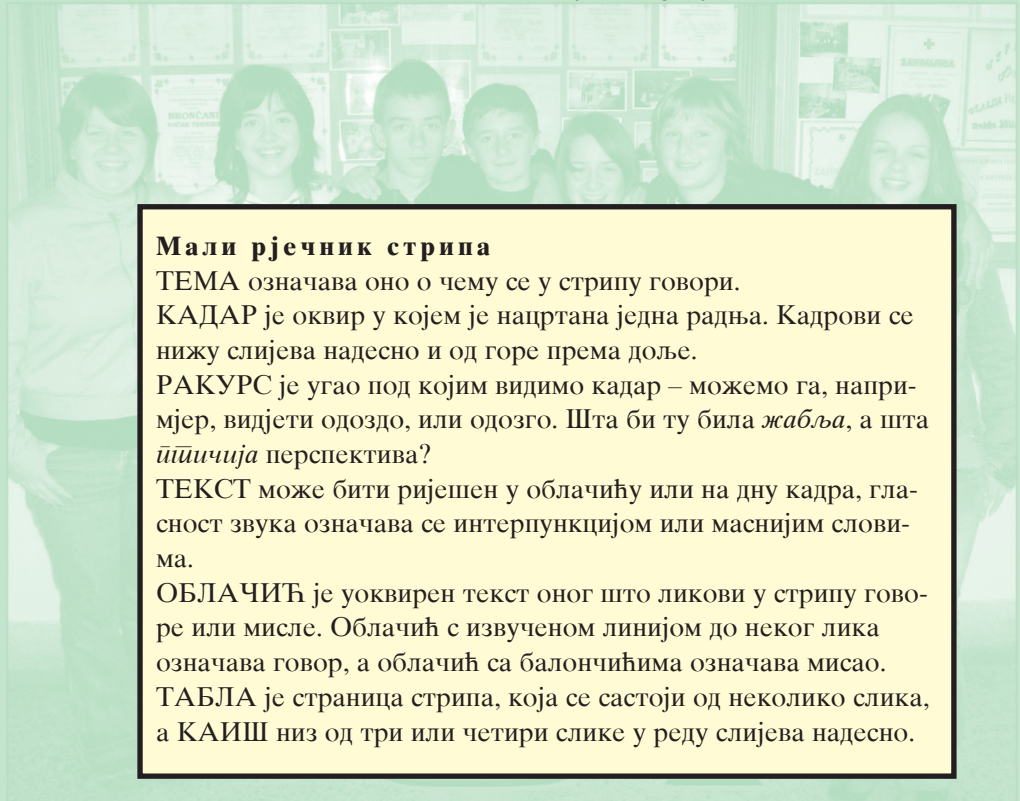 BRONČANI
Мали рјечник стрипа
ТЕМА означава оно о чему се у стрипу говори.
КАДАР је оквир у којем је нацртана једна радња. Кадрови се
нижу слијева надесно и од горе према доље.
РАКУРС је угао под којим видимо кадар – можемо га, напри-
мјер, видјети одоздо, или одозго. Шта би ту била жабља, а шта
птичија перспектива?
ТЕКСТ може бити ријешен у облачићу или на дну кадра, гла-
сност звука означава се интерпункцијом или маснијим слови-
ма.
ОБЛАЧИЋ је уоквирен текст оног што ликови у стрипу гово-
ре или мисле. Облачић с извученом линијом до неког лика
означава говор, а облачић са балончићима означава мисао.
ТАБЛА је страница стрипа, која се састоји од неколико слика,
а КАИШ низ од три или четири слике у реду слијева надесно.